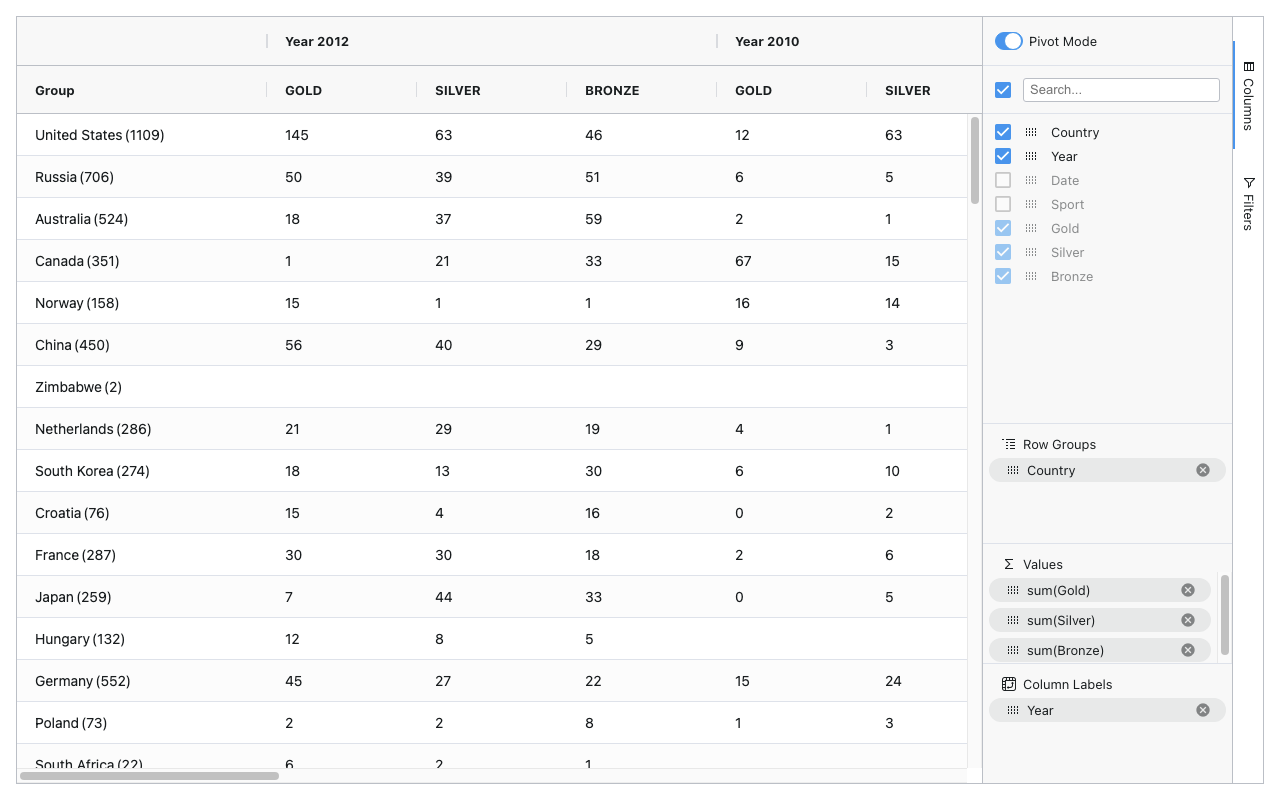 Year 2012 Year 2010
Group GOLD SILVER BRONZE GOLD SILVER
United States (1109) 145 63 46 12 63
Russia (706) 50 39 51 6 5
Australia (524) 18 37 59 2 1
Canada (351) 1 21 33 67 15
Norway (158) 15 1 1 16 14
China (450) 56 40 29 9 3
Zimbabwe (2)
Netherlands (286) 21 29 19 4 1
South Korea (274) 18 13 30 6 10
Croatia (76) 15 4 16 0 2
France (287) 30 30 18 2 6
Japan (259) 7 44 33 0 5
Hungary (132) 12 8 5
Germany (552) 45 27 22 15 24
Poland (73) 2 2 8 1 3
South Africa (22) 6 2 1
Pivot Mode
Search...
Country
Year
Date
Sport
Gold
Silver
Bronze
Row Groups
Country
Values
sum(Gold)
sum(Silver)
sum(Bronze)
Column Labels
Year
Columns
Filters